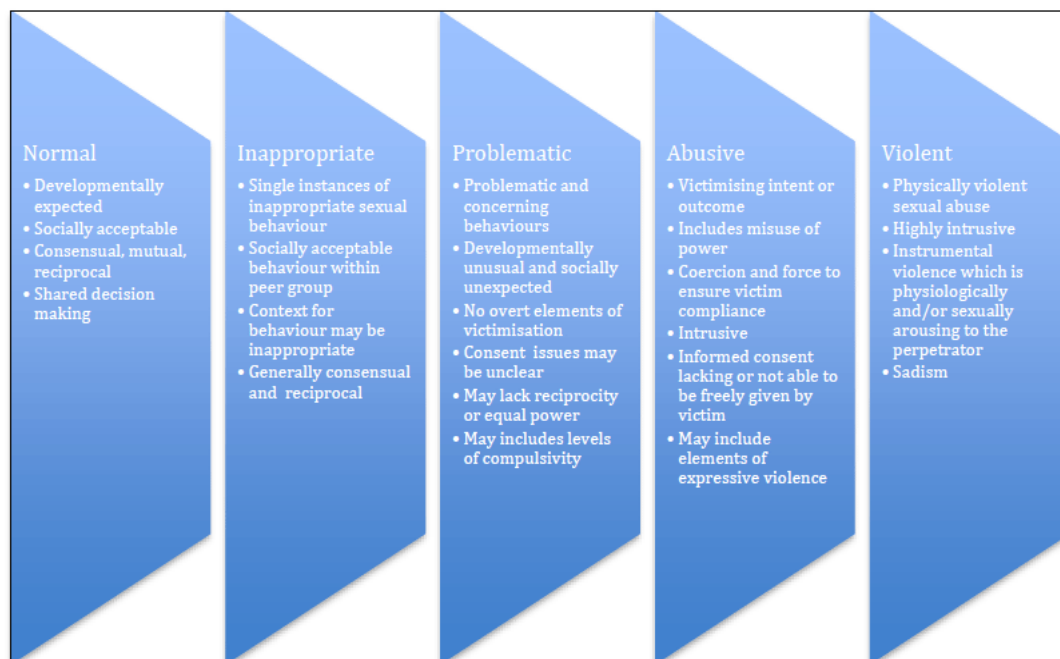 Normal
• Developmentally
expected
• Socially acceptable
• Consensual, mutual,
reciprocal
• Shared decision
making
Inappropriate
• Single instances of
inappropriate sexual
behaviour
• Socially acceptable
behaviour within
peer group
• Context for
behaviour may be
inappropriate
• Generally consensual
and reciprocal
Problematic
• Problematic and
concerning
behaviours
• Developmentally
unusual and socially
unexpected
• No overt elements of
victimisation
• Consent issues may
be unclear
• May lack reciprocity
or equal power
• May includes levels
of compulsivity
Abusive
• Victimising intent or
outcome
• Includes misuse of
power
• Coercion and force to
ensure victim
compliance
• Intrusive
• Informed consent
lacking or not able to
be freely given by
victim
• May include
elements of
expressive violence
Violent
• Physically violent
sexual abuse
• Highly intrusive
• Instrumental
violence which is
physiologically
and/or sexually
arousing to the
perpetrator
• Sadism